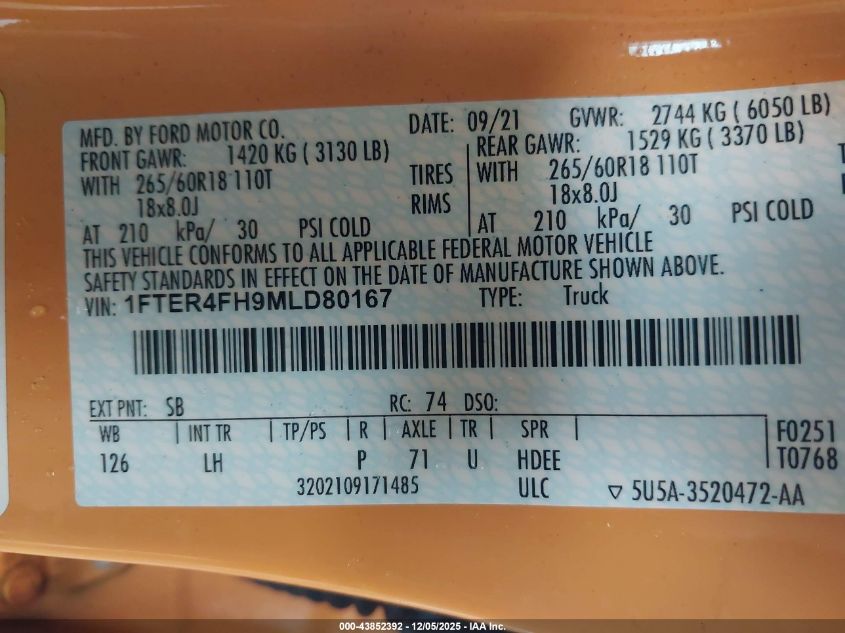 MFD. BY FORD MOTOR CO. DATE: 09/21 GVWR: 2744 KG ( 6050 LB)
FRONT GAWR: 1420 KG ( 3130 LB) REAR GAWR: 1529 KG ( 3370 LB)
WITH 265/60R18 110T TIRES WITH 265/60R18 110T
18x8.0J RIMS 18x8.0J
AT 210 kPa/ 30 PSI COLD AT 210 kPa/ 30 PSI COLD
THIS VEHICLE CONFORMS TO ALL APPLICABLE FEDERAL MOTOR VEHICLE
SAFETY STANDARDS IN EFFECT ON THE DATE OF MANUFACTURE SHOWN ABOVE.
VIN: 1FTER4FH9MLD80167 TYPE: Truck
EXT PNT: SB RC: 74 DSO:
WB | INT TR | TP/PS | R | AXLE | TR | SPR | F0251
126 LH P 71 U HDEE T0768
3202109171485 ULC ▽ 5U5A-3520472-AA
000-43852392 - 12/05/2025 - IAA Inc.